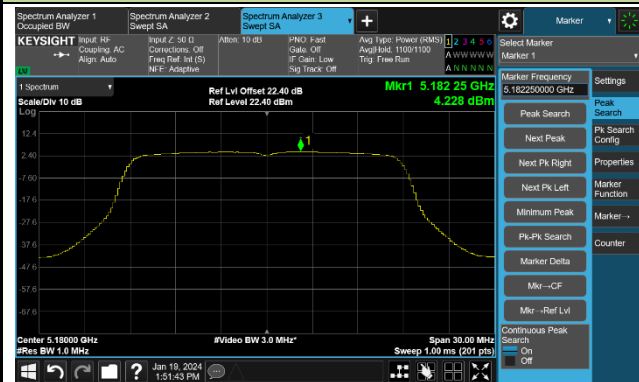 Spectrum Analyzer 1
Occupied BW
Spectrum Analyzer 2
Swept SA
Spectrum Analyzer 3
Swept SA
KEYSIGHT
Input: RF
Coupling: AC
Align: Auto
Input Z: 50 Ω
Corrections: Off
Freq Ref: Int (S)
NFE: Adaptive
Atten: 10 dB
PNO: Fast
Gate: Off
IF Gain: Low
Sig Track: Off
Avg Type: Power (RMS)
Avg|Hold: 1100/1100
Trig: Free Run
1 2 3 4 5 6
A W W W W W
A N N N N N
LVI
1 Spectrum
Scale/Div 10 dB
Log
Ref Lvl Offset 22.40 dB
Ref Level 22.40 dBm
Mkr1 5.182 25 GHz
4.228 dBm
1
12.4
2.40
-7.60
-17.6
-27.6
-37.6
-47.6
-57.6
-67.6
Center 5.18000 GHz
#Res BW 1.0 MHz
#Video BW 3.0 MHz*
Span 30.00 MHz
Sweep 1.00 ms (201 pts)
Jan 19, 2024
1:51:43 PM
Marker
Select Marker
Marker 1
Marker Frequency
5.182250000 GHz
Peak Search
Next Peak
Next Pk Right
Next Pk Left
Minimum Peak
Pk-Pk Search
Marker Delta
Mkr→CF
Mkr→Ref Lvl
Continuous Peak
Search
On
Off
Settings
Peak
Search
Pk Search
Config
Properties
Marker
Function
Marker→
Counter